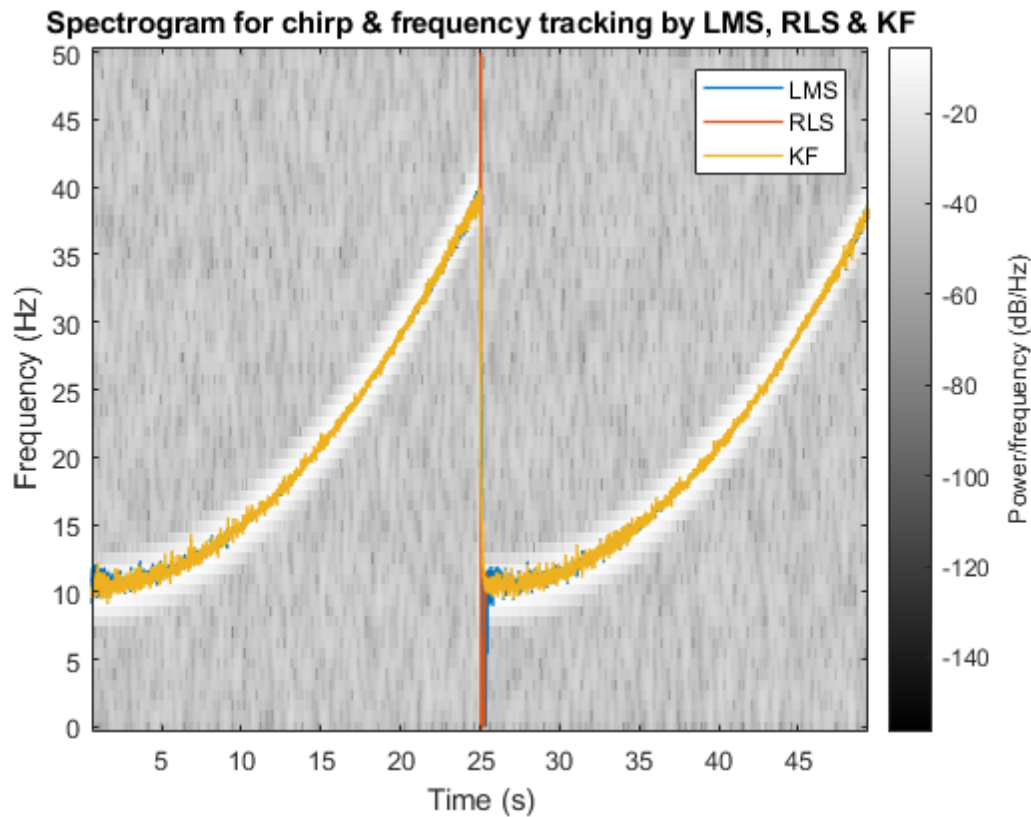 Spectrogram for chirp & frequency tracking by LMS, RLS & KF
50
45
40
35
30
25
20
15
10
5
0
Frequency (Hz)
5 10 15 20 25 30 35 40 45
Time (s)
LMS
RLS
KF
-20
-40
-60
-80
-100
-120
-140
Power/frequency (dB/Hz)